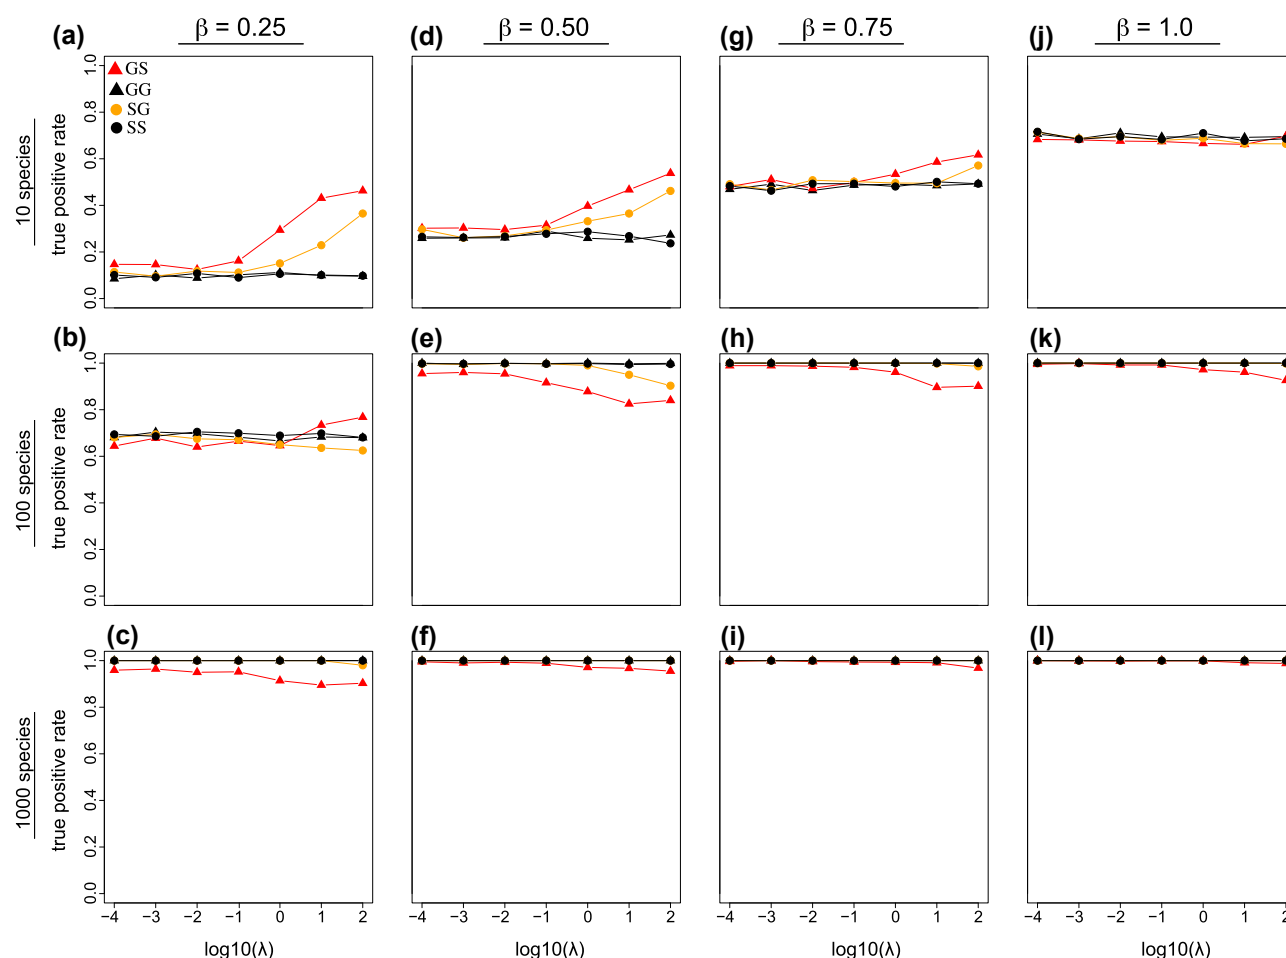 (a) β = 0.25 (d) β = 0.50 (g) β = 0.75 (j) β = 1.0
GS
GG
SG
SS
10 species
true positive rate
0.0 0.2 0.4 0.6 0.8 1.0
(b) (e) (h) (k)
100 species
true positive rate
0.0 0.2 0.4 0.6 0.8 1.0
(c) (f) (i) (l)
1000 species
true positive rate
0.0 0.2 0.4 0.6 0.8 1.0
−4 −3 −2 −1 0 1 2 −4 −3 −2 −1 0 1 2 −4 −3 −2 −1 0 1 2 −4 −3 −2 −1 0 1 2
log10(λ) log10(λ) log10(λ) log10(λ)